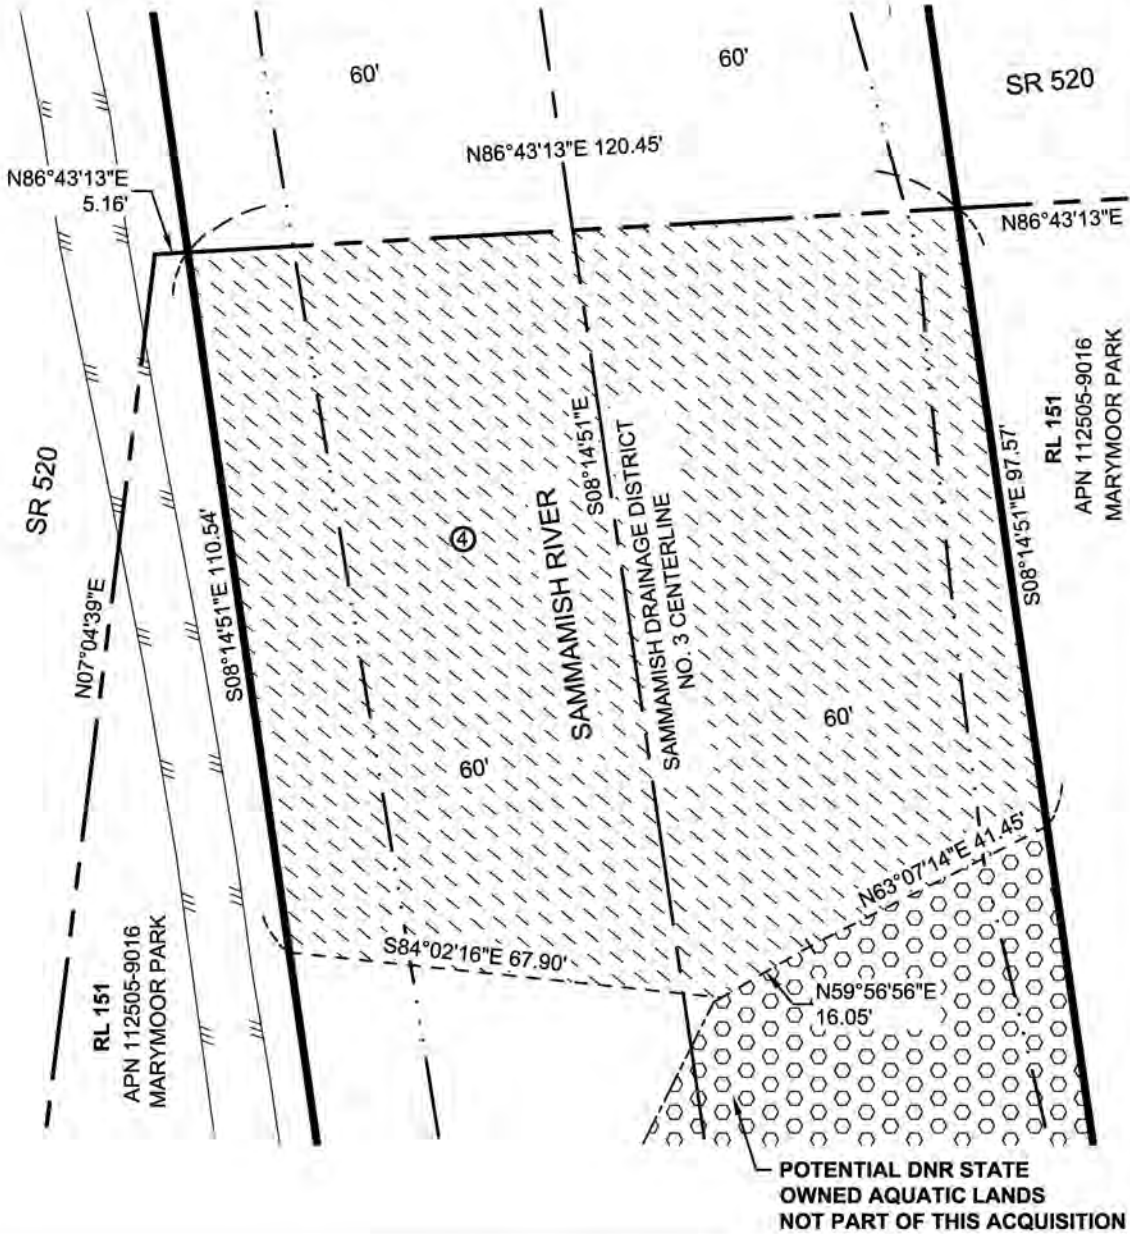 60'
60'
SR 520
N86°43'13"E 120.45'
N86°43'13"E
5.16'
N86°43'13"E
SR 520
N07°04'39"E
S08°14'51"E 110.54'
④
SAMMAMISH RIVER
S08°14'51"E
SAMMAMISH DRAINAGE DISTRICT
NO. 3 CENTERLINE
S08°14'51"E 97.57'
RL 151
APN 112505-9016
MARYMOOR PARK
60'
60'
N63°07'14"E 41.45'
S84°02'16"E 67.90'
N59°56'56"E
16.05'
RL 151
APN 112505-9016
MARYMOOR PARK
POTENTIAL DNR STATE
OWNED AQUATIC LANDS
NOT PART OF THIS ACQUISITION